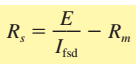 R_s = E / I_fsd − R_m